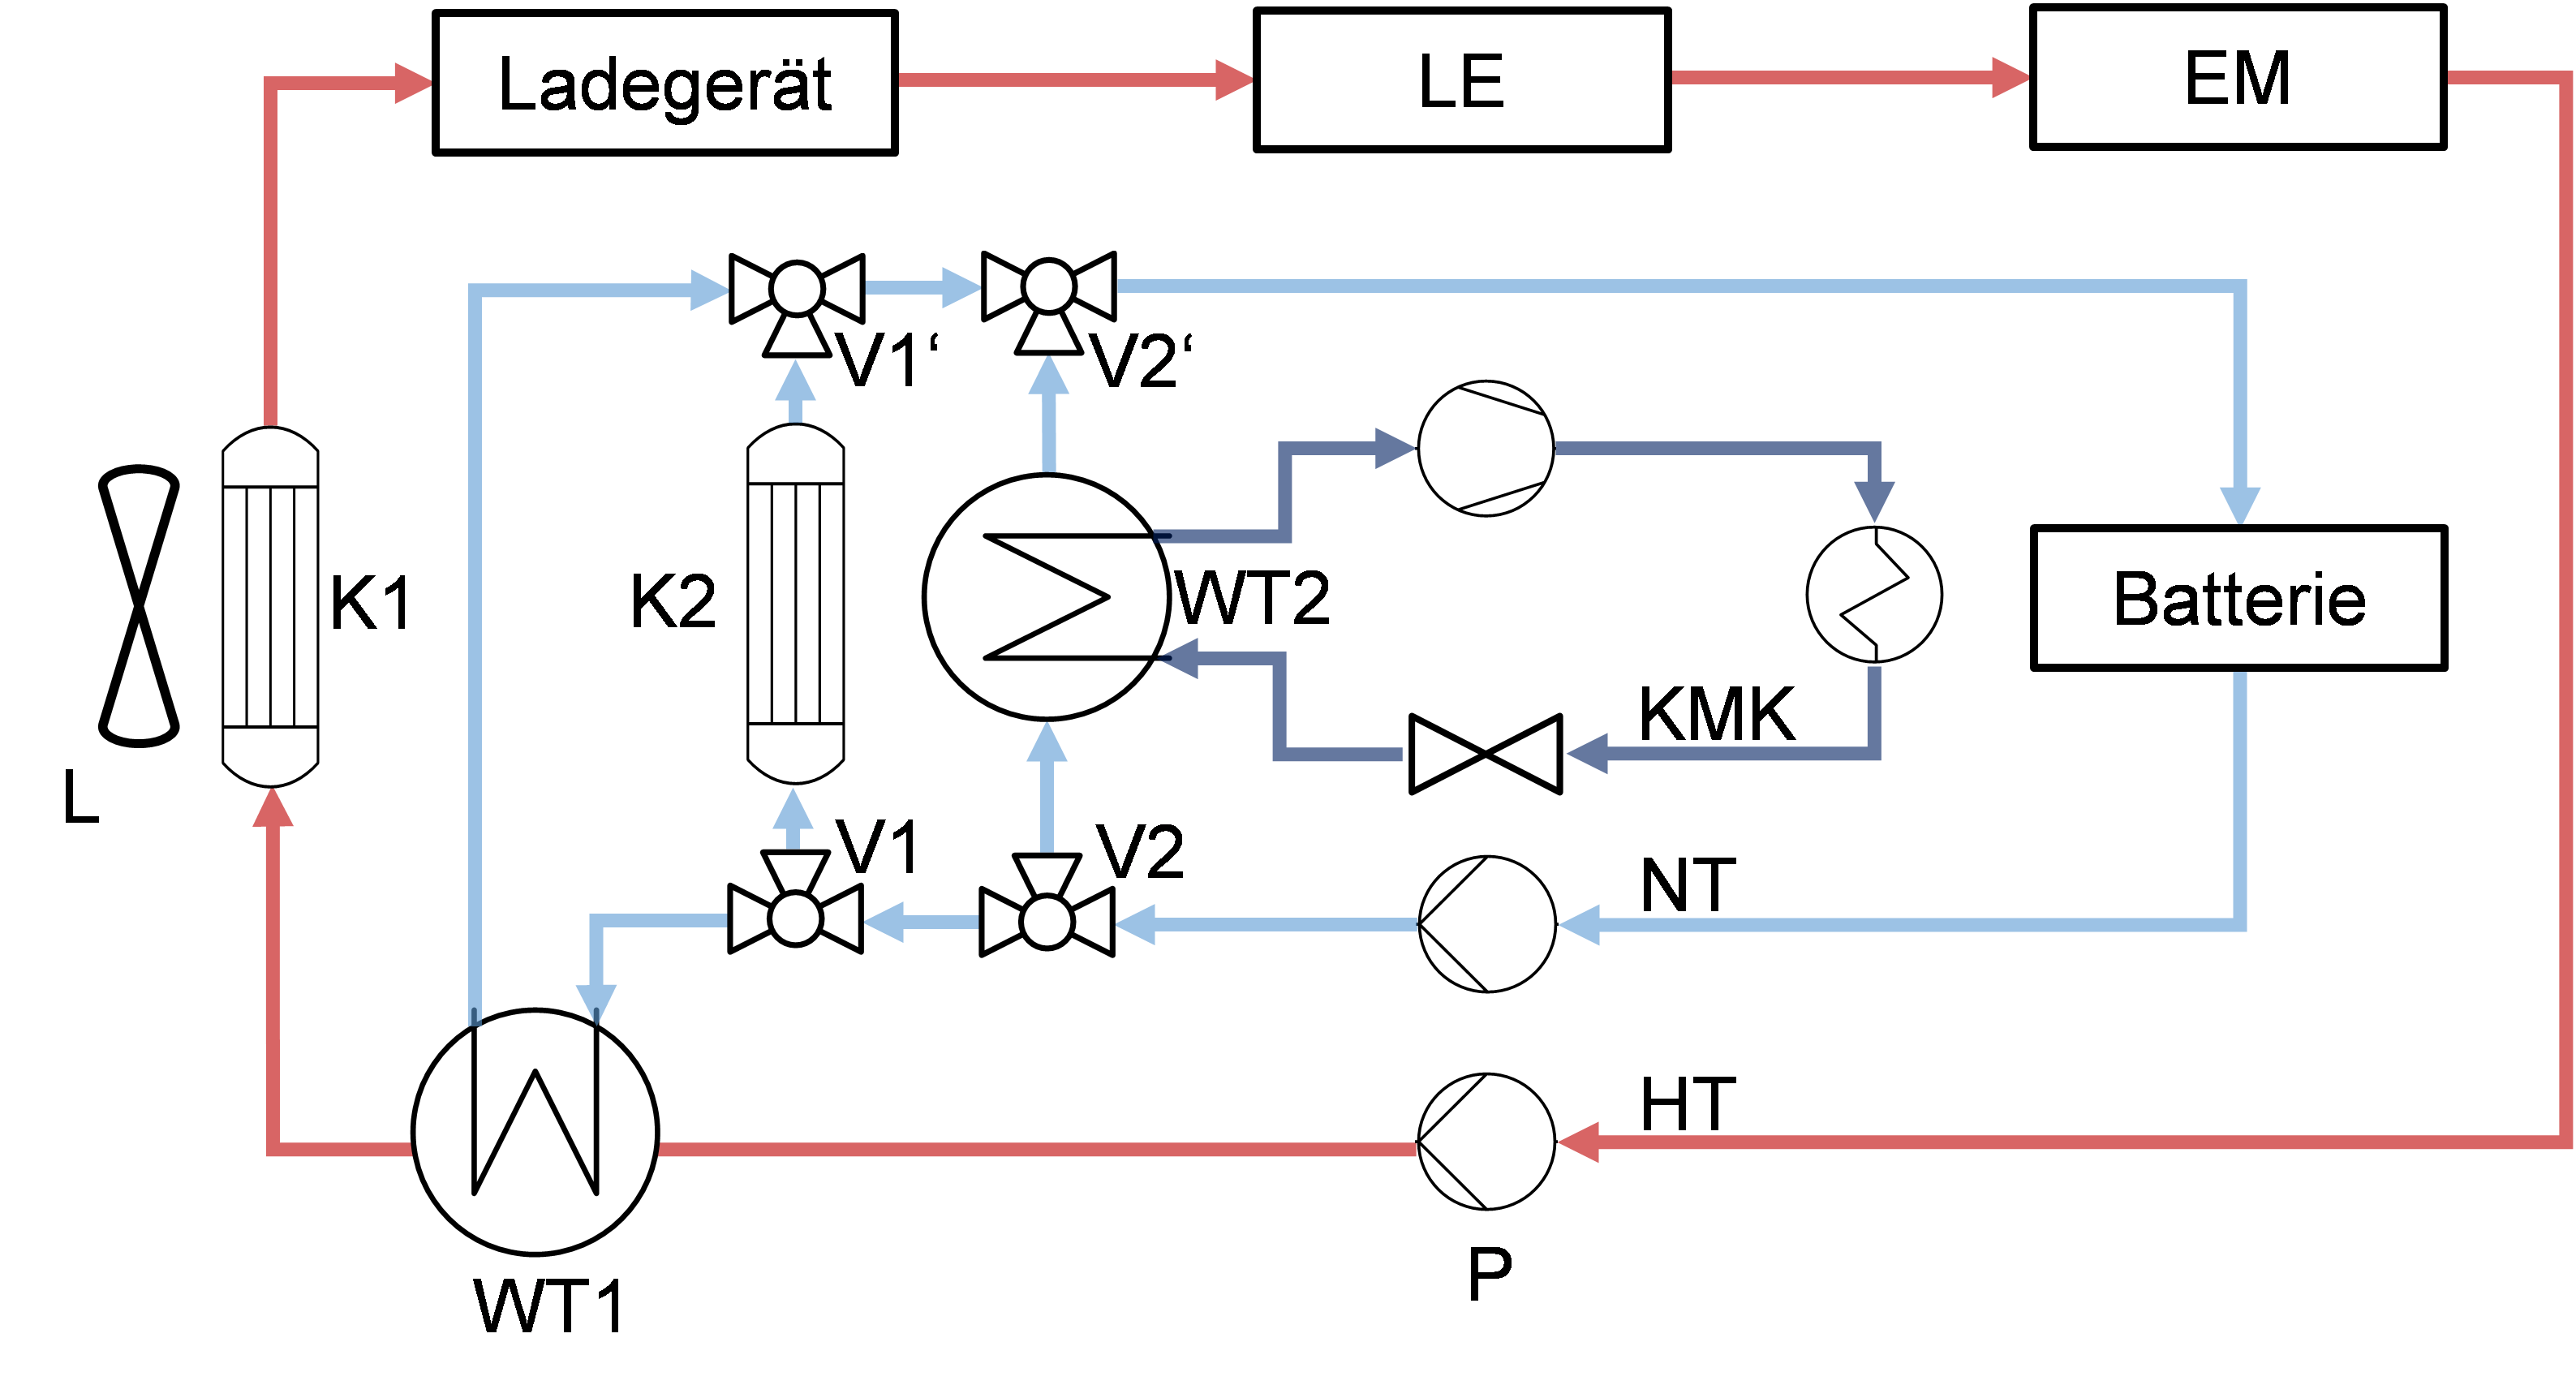 Ladegerät
LE
EM
V1‘
V2‘
K1
K2
WT2
Batterie
KMK
L
V1
V2
NT
HT
WT1
P